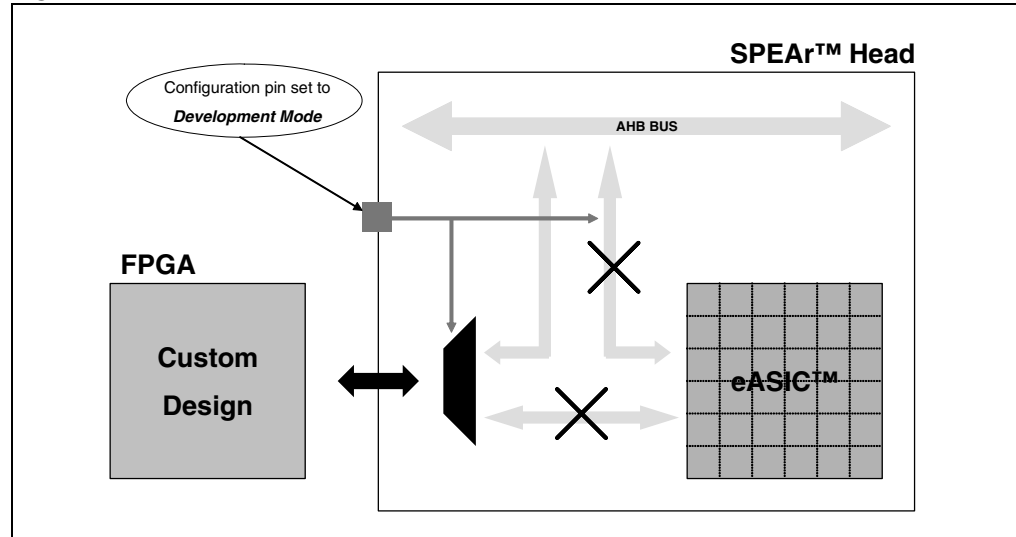 SPEAr™ Head
Configuration pin set to
Development Mode
AHB BUS
FPGA
Custom
Design
eASIC™